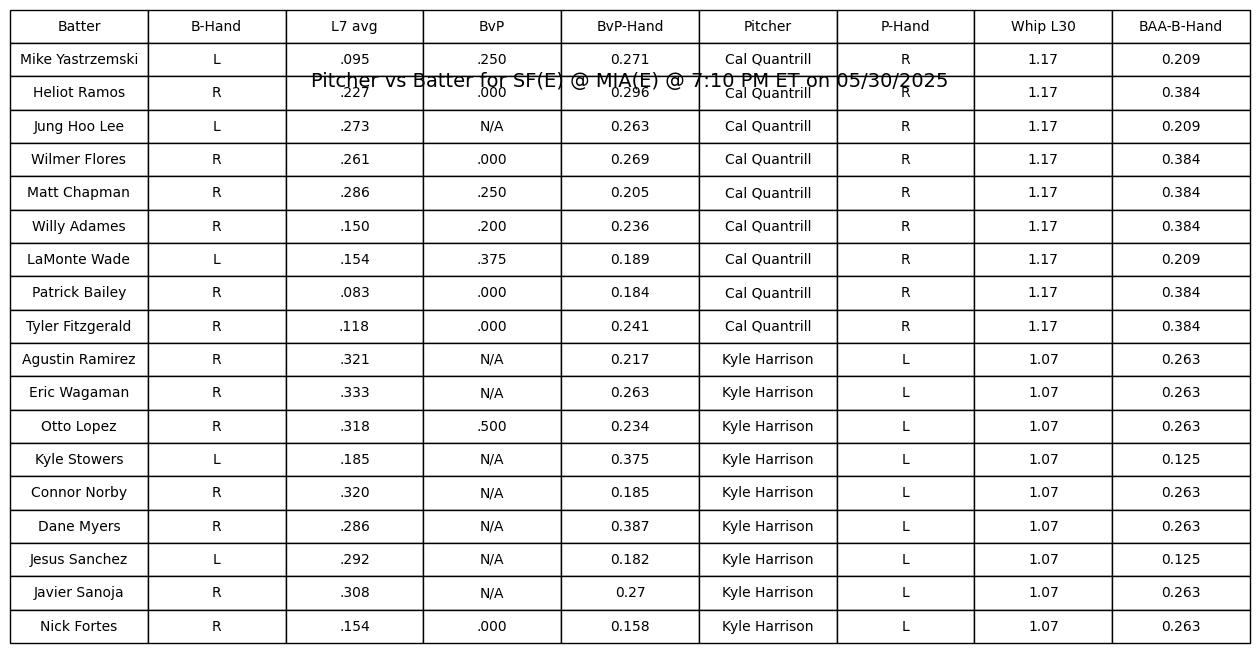 Batter B-Hand L7 avg BvP BvP-Hand Pitcher P-Hand Whip L30 BAA-B-Hand
Mike Yastrzemski L .095 .250 0.271 Cal Quantrill R 1.17 0.209
Pitcher vs Batter for SF(E) @ MIA(E) @ 7:10 PM ET on 05/30/2025
Heliot Ramos R .227 .000 0.296 Cal Quantrill R 1.17 0.384
Jung Hoo Lee L .273 N/A 0.263 Cal Quantrill R 1.17 0.209
Wilmer Flores R .261 .000 0.269 Cal Quantrill R 1.17 0.384
Matt Chapman R .286 .250 0.205 Cal Quantrill R 1.17 0.384
Willy Adames R .150 .200 0.236 Cal Quantrill R 1.17 0.384
LaMonte Wade L .154 .375 0.189 Cal Quantrill R 1.17 0.209
Patrick Bailey R .083 .000 0.184 Cal Quantrill R 1.17 0.384
Tyler Fitzgerald R .118 .000 0.241 Cal Quantrill R 1.17 0.384
Agustin Ramirez R .321 N/A 0.217 Kyle Harrison L 1.07 0.263
Eric Wagaman R .333 N/A 0.263 Kyle Harrison L 1.07 0.263
Otto Lopez R .318 .500 0.234 Kyle Harrison L 1.07 0.263
Kyle Stowers L .185 N/A 0.375 Kyle Harrison L 1.07 0.125
Connor Norby R .320 N/A 0.185 Kyle Harrison L 1.07 0.263
Dane Myers R .286 N/A 0.387 Kyle Harrison L 1.07 0.263
Jesus Sanchez L .292 N/A 0.182 Kyle Harrison L 1.07 0.125
Javier Sanoja R .308 N/A 0.27 Kyle Harrison L 1.07 0.263
Nick Fortes R .154 .000 0.158 Kyle Harrison L 1.07 0.263